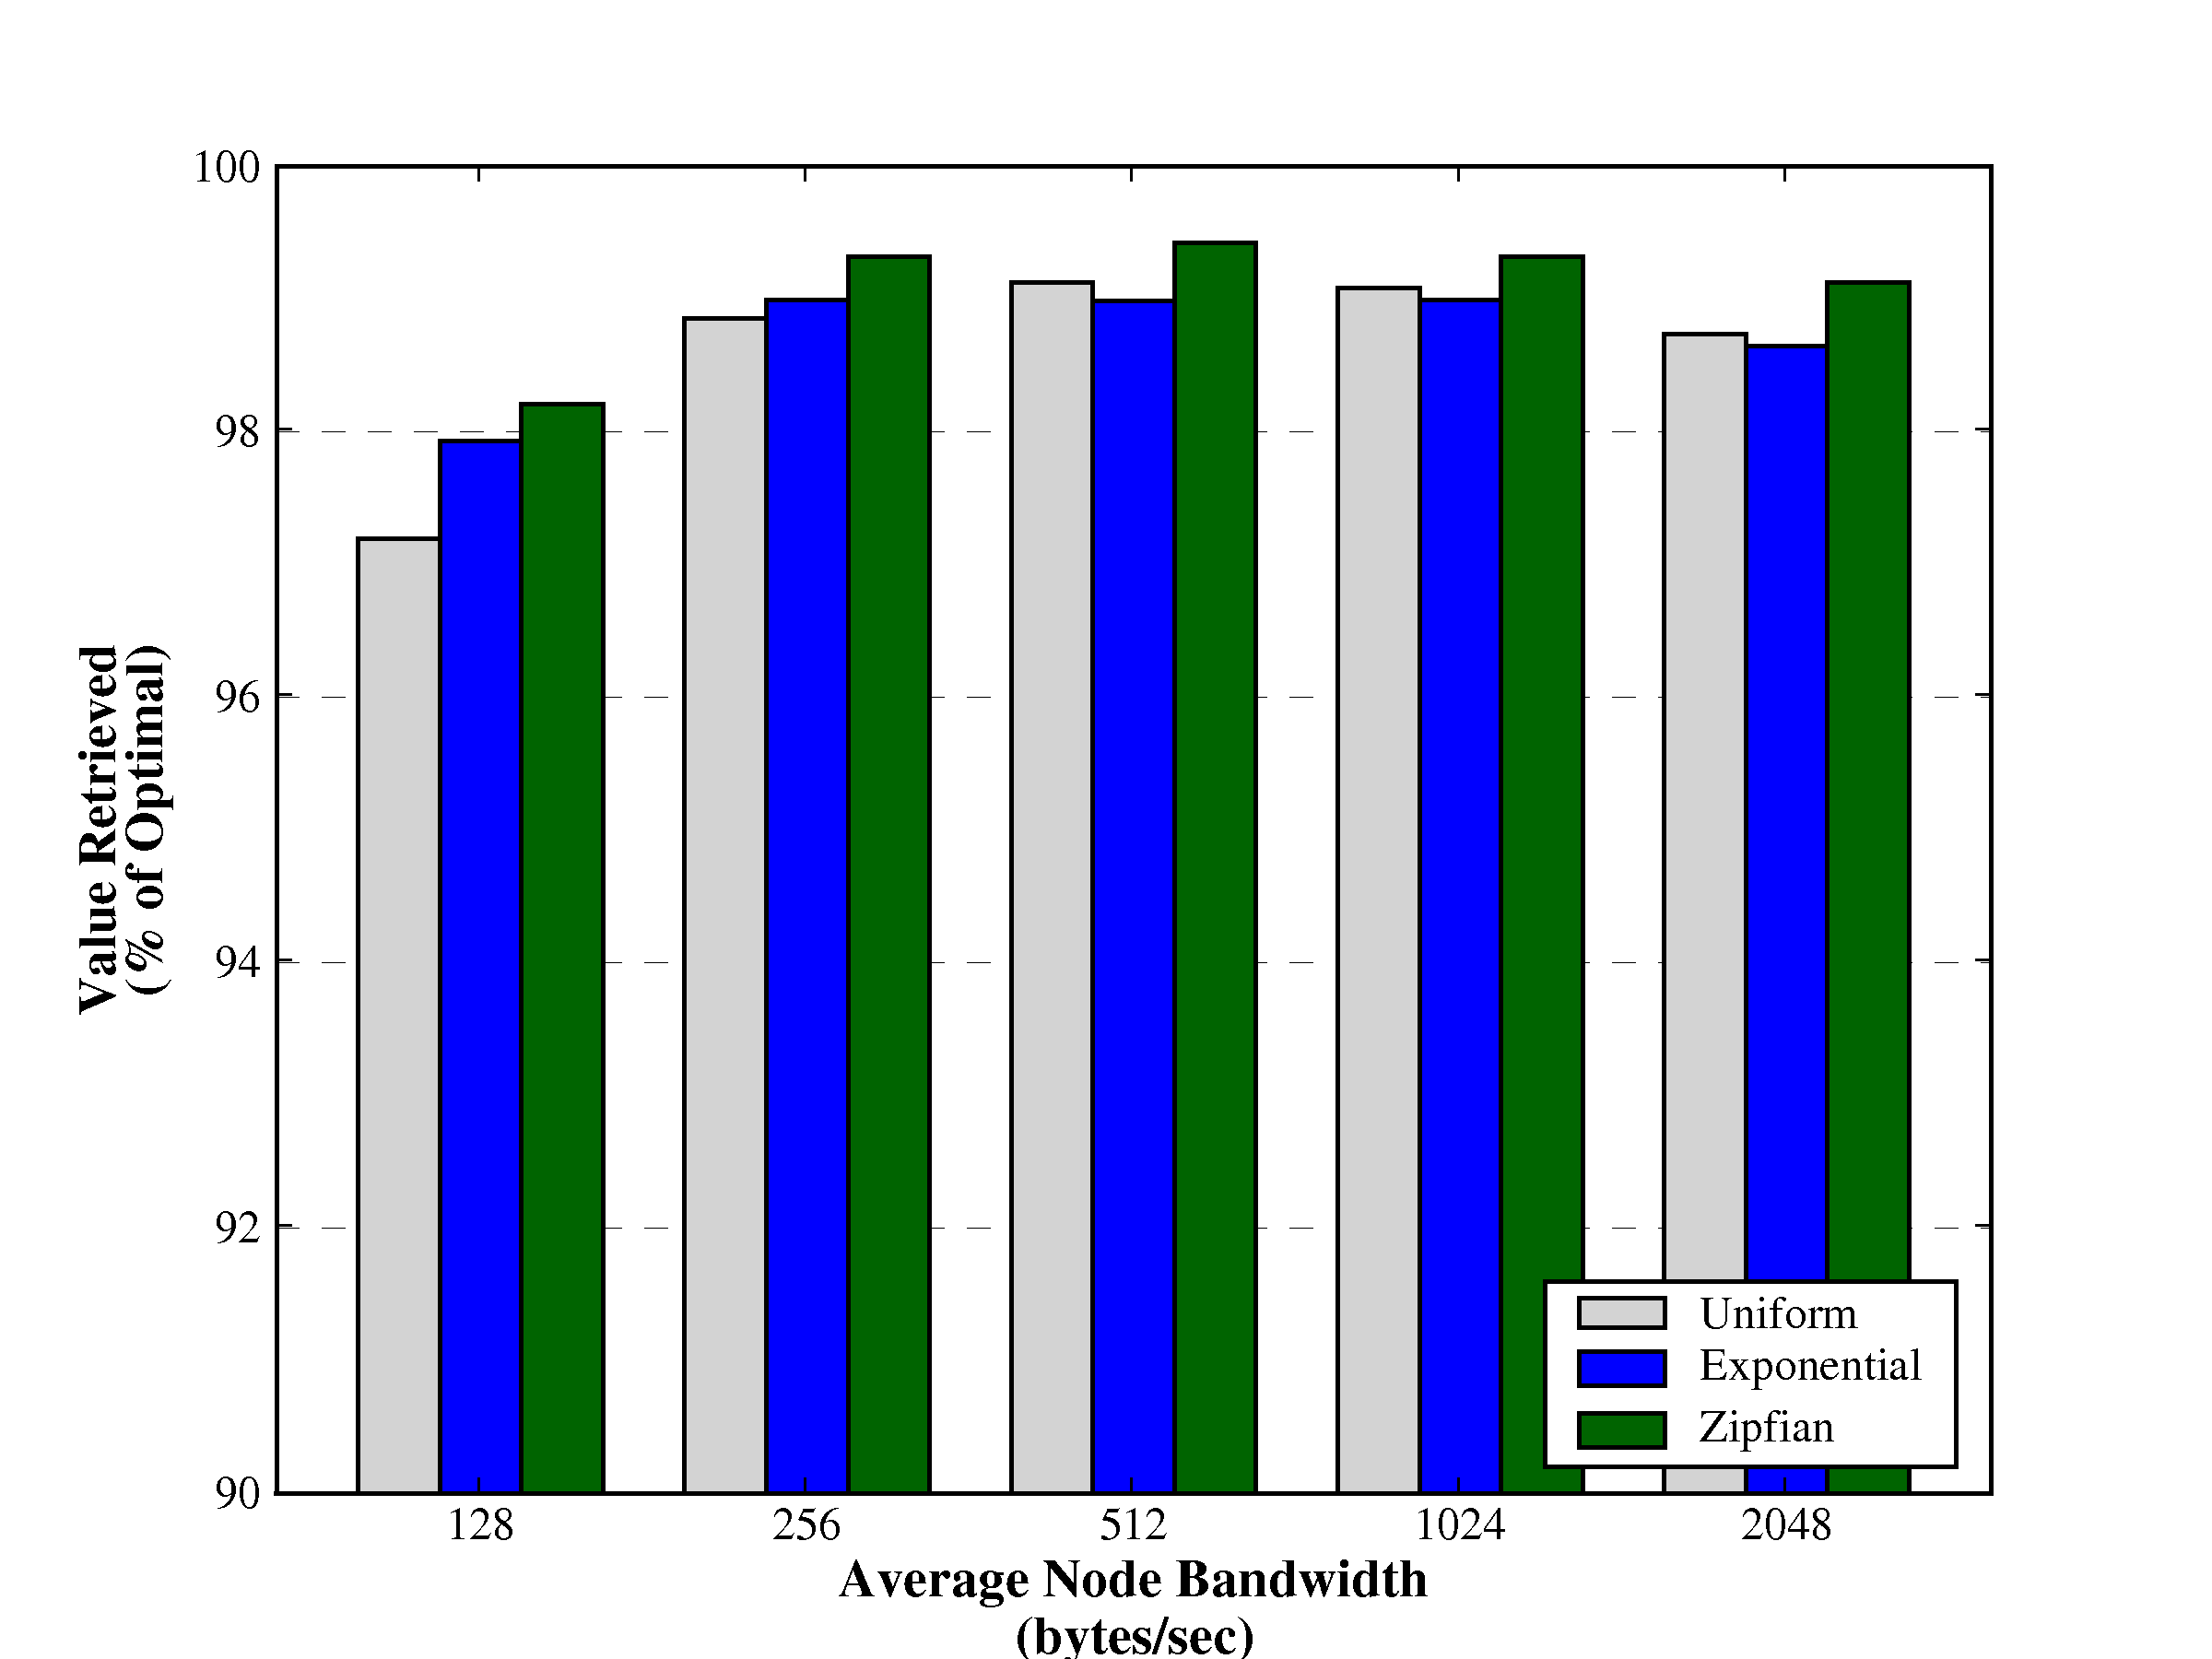 100
98
96
94
92
90
Value Retrieved
(% of Optimal)
Uniform
Exponential
Zipfian
128 256 512 1024 2048
Average Node Bandwidth
(bytes/sec)